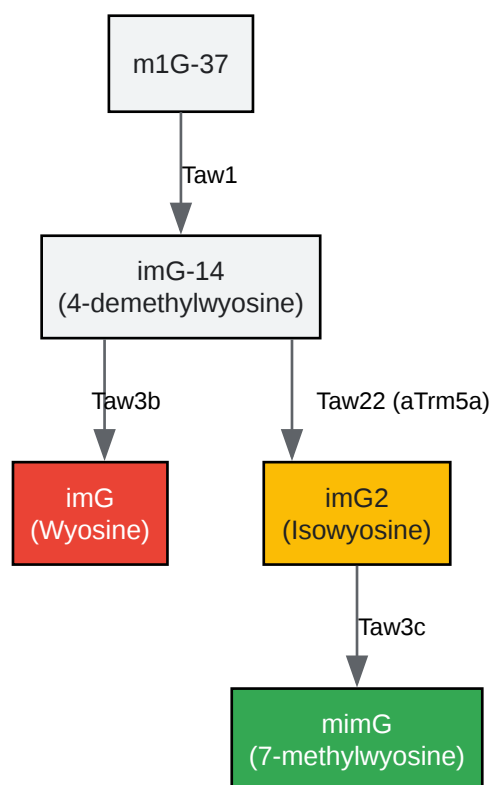 m1G-37
Taw1
imG-14
(4-demethylwyosine)
Taw3b
Taw22 (aTrm5a)
imG
(Wyosine)
imG2
(Isowyosine)
Taw3c
mimG
(7-methylwyosine)